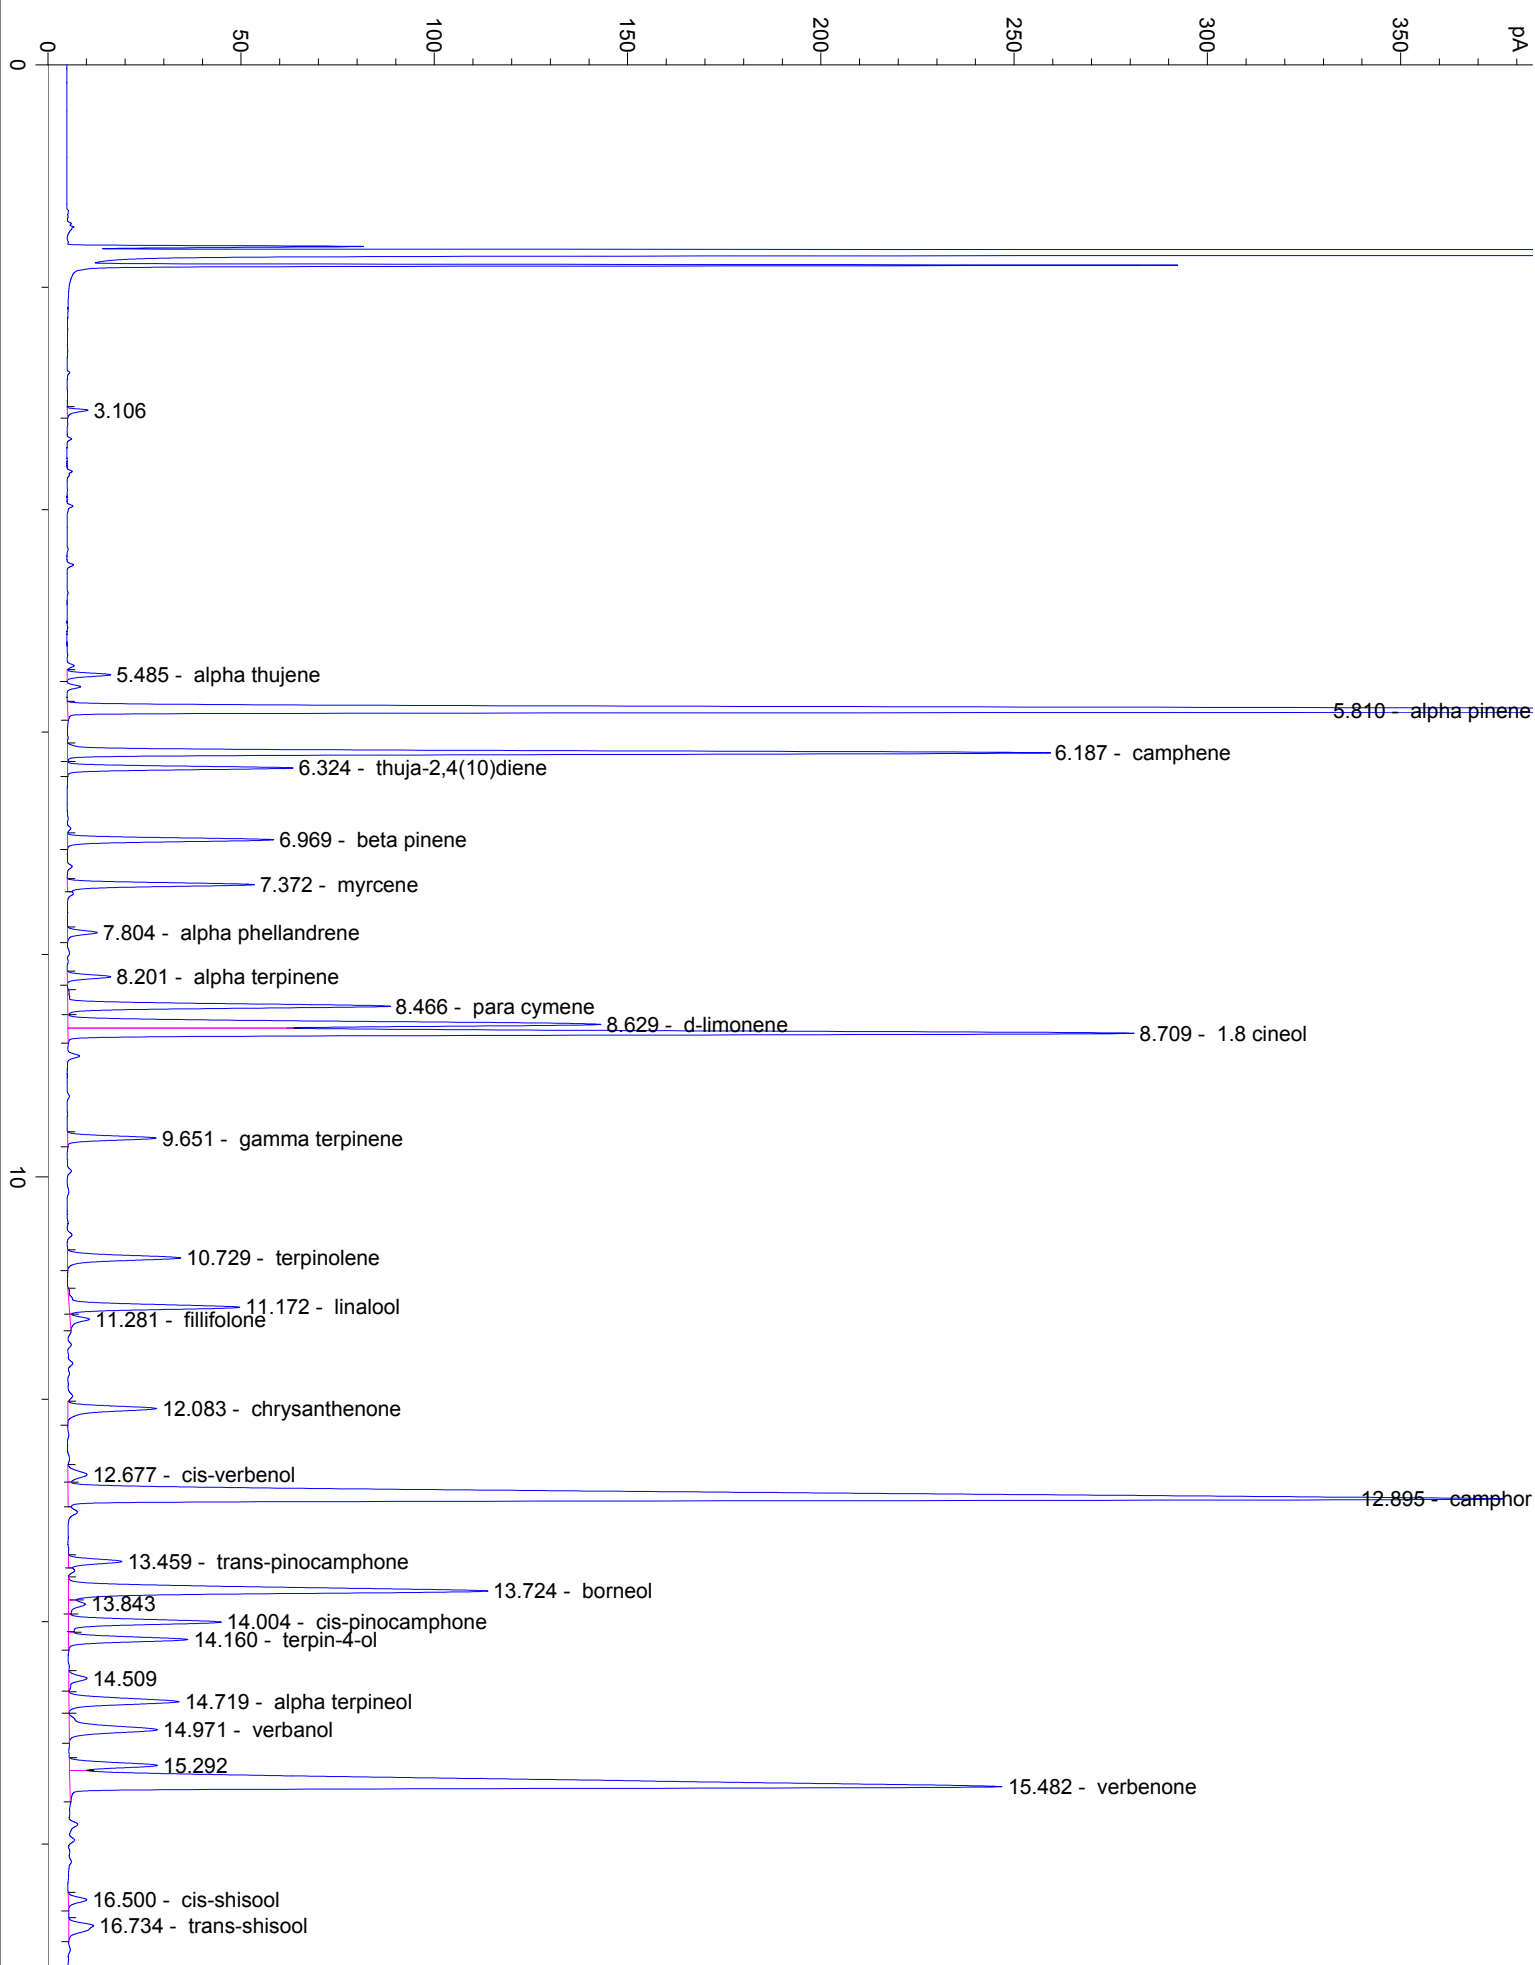 0
50
100
150
200
250
300
350
pA
0
3.106
5.485 - alpha thujene
5.810 - alpha pinene
6.187 - camphene
6.324 - thuja-2,4(10)diene
6.969 - beta pinene
7.372 - myrcene
7.804 - alpha phellandrene
8.201 - alpha terpinene
8.466 - para cymene
8.629 - d-limonene
8.709 - 1.8 cineol
9.651 - gamma terpinene
10
10.729 - terpinolene
11.172 - linalool
11.281 - fillifolone
12.083 - chrysanthenone
12.677 - cis-verbenol
12.895 - camphor
13.459 - trans-pinocamphone
13.724 - borneol
13.843
14.004 - cis-pinocamphone
14.160 - terpin-4-ol
14.509
14.719 - alpha terpineol
14.971 - verbanol
15.292
15.482 - verbenone
16.500 - cis-shisool
16.734 - trans-shisool